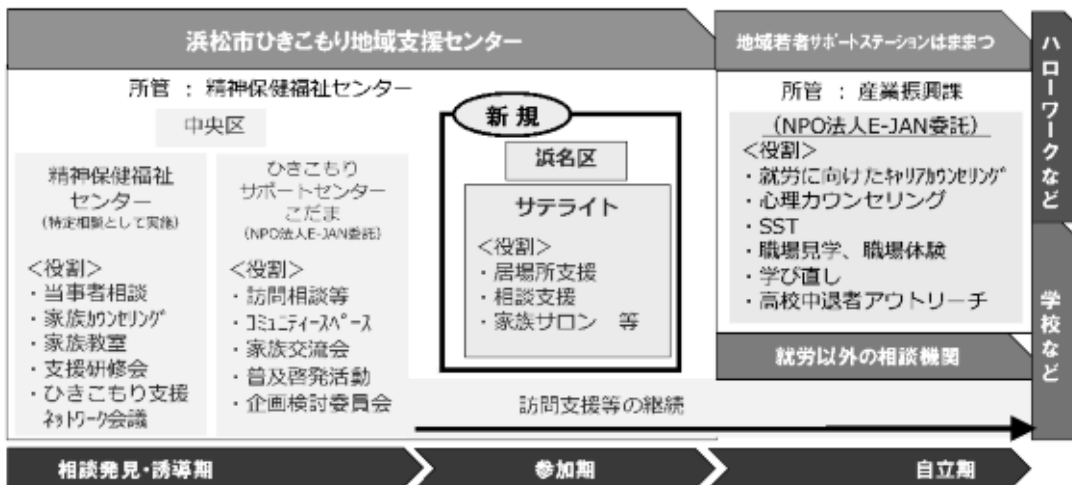 浜松市ひきこもり地域支援センター
所管 : 精神保健福祉センター
中央区
精神保健福祉
センター
(特定相談として実施)
<役割>
・当事者相談
・家族ｶｳﾝｾﾘﾝｸﾞ
・家族教室
・支援研修会
・ひきこもり支援
ﾈｯﾄﾜｰｸ会議
ひきこもり
サポートセンター
こだま
(NPO法人E-JAN委託)
<役割>
・訪問相談等
・ｺﾐｭﾆﾃｨｰｽﾍﾟｰｽ
・家族交流会
・普及啓発活動
・企画検討委員会
新規
浜名区
サテライト
<役割>
・居場所支援
・相談支援
・家族サロン　等
訪問支援等の継続
地域若者ｻﾎﾟｰﾄｽﾃｰｼｮﾝはままつ
所管 : 産業振興課
(NPO法人E-JAN委託)
<役割>
・就労に向けたｷｬﾘｱｶｳﾝｾﾘﾝｸﾞ
・心理カウンセリング
・SST
・職場見学、職場体験
・学び直し
・高校中退者アウトリーチ
就労以外の相談機関
ハローワークなど
学校など
相談発見・誘導期
参加期
自立期